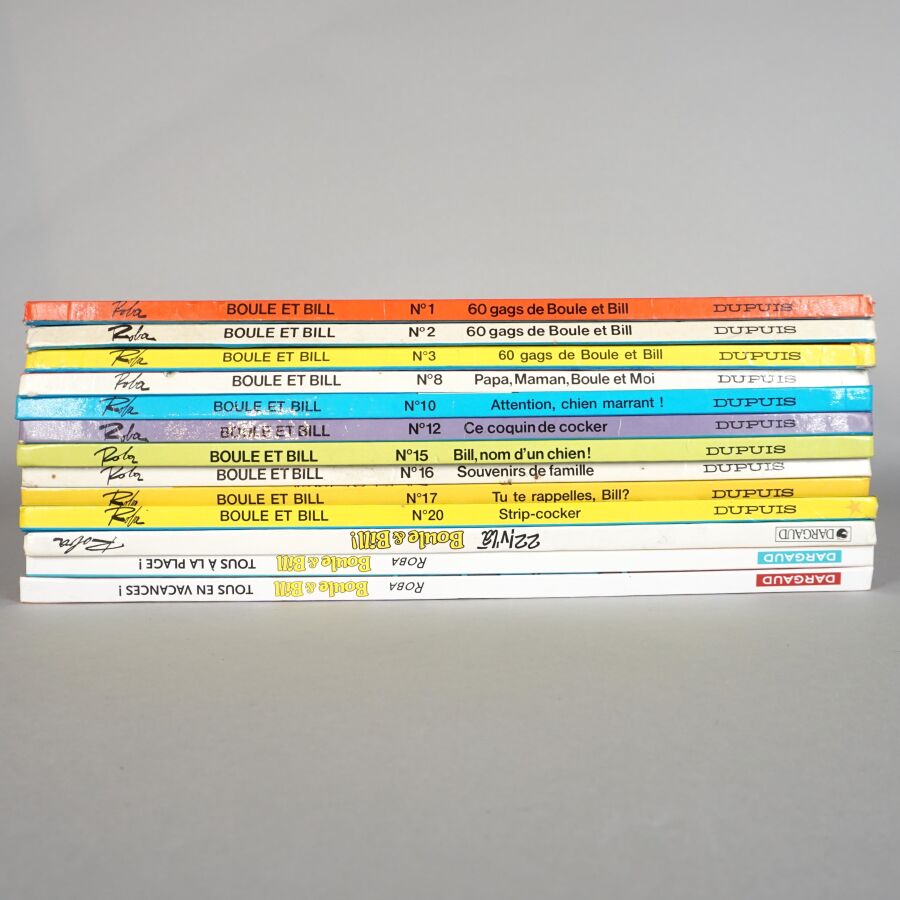 Roba BOULE ET BILL N°1 60 gags de Boule et Bill DUPUIS
Roba BOULE ET BILL N°2 60 gags de Boule et Bill DUPUIS
Roba BOULE ET BILL N°3 60 gags de Boule et Bill DUPUIS
Roba BOULE ET BILL N°8 Papa, Maman, Boule et Moi DUPUIS
Roba BOULE ET BILL N°10 Attention, chien marrant ! DUPUIS
Roba BOULE ET BILL N°12 Ce coquin de cocker DUPUIS
Roba BOULE ET BILL N°15 Bill, nom d'un chien! DUPUIS
Roba BOULE ET BILL N°16 Souvenirs de famille DUPUIS
Roba BOULE ET BILL N°17 Tu te rappelles, Bill? DUPUIS
Roba BOULE ET BILL N°20 Strip-cocker DUPUIS
DARGAUD 22! V'là Boule & Bill! Roba
DARGAUD ROBA Boule & Bill TOUS À LA PLAGE !
DARGAUD ROBA Boule & Bill TOUS EN VACANCES !